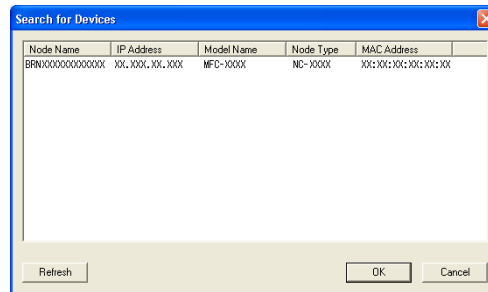 Search for Devices
Node Name IP Address Model Name Node Type MAC Address
BRNXXXXXXXXXXXX XX.XXX.XX.XXX MFC-XXXX NC-XXXX XX:XX:XX:XX:XX:XX
Refresh OK Cancel